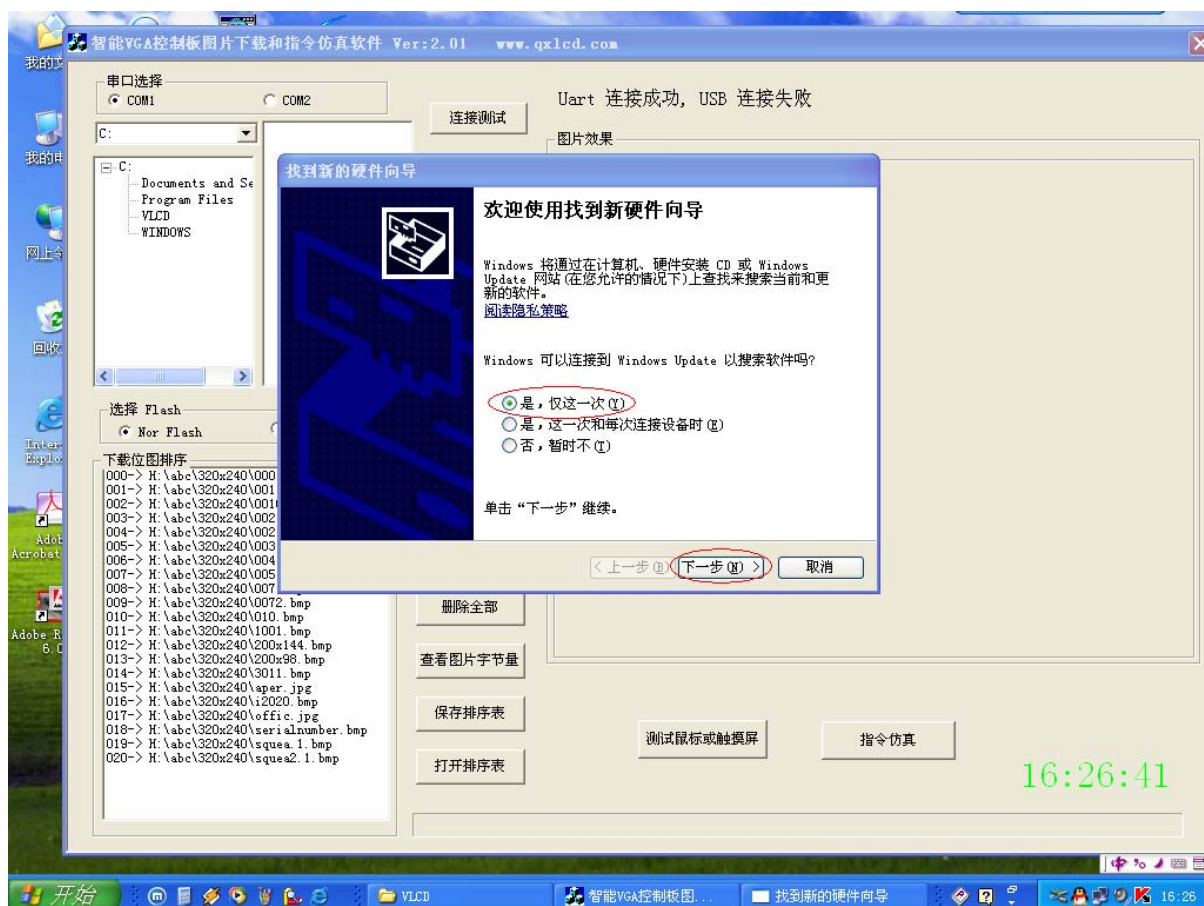 我的文
我的电
网上令
回收
Inter
Explo
Adob
Acrobat
Adobe R
6.0
智能VGA控制板图片下载和指令仿真软件 Ver:2.01 www.qxlcd.com
串口选择
COM1 COM2
连接测试
Uart 连接成功, USB 连接失败
C:
图片效果
C:
Documents and Se
Program Files
VLCD
WINDOWS
找到新的硬件向导
欢迎使用找到新硬件向导
Windows 将通过在计算机、硬件安装 CD 或 Windows
Update 网站(在您允许的情况下)上查找来搜索当前和更
新的软件。
阅读隐私策略
Windows 可以连接到 Windows Update 以搜索软件吗?
是，仅这一次(Y)
是，这一次和每次连接设备时(E)
否，暂时不(T)
单击“下一步”继续。
< 上一步(B) 下一步(N) > 取消
选择 Flash
Nor Flash
下载位图排序
000-> H:\abc\320x240\000
001-> H:\abc\320x240\001
002-> H:\abc\320x240\001
003-> H:\abc\320x240\002
004-> H:\abc\320x240\002
005-> H:\abc\320x240\003
006-> H:\abc\320x240\004
007-> H:\abc\320x240\005
008-> H:\abc\320x240\007
009-> H:\abc\320x240\0072.bmp
010-> H:\abc\320x240\010.bmp
011-> H:\abc\320x240\1001.bmp
012-> H:\abc\320x240\200x144.bmp
013-> H:\abc\320x240\200x98.bmp
014-> H:\abc\320x240\3011.bmp
015-> H:\abc\320x240\aper.jpg
016-> H:\abc\320x240\i2020.bmp
017-> H:\abc\320x240\offic.jpg
018-> H:\abc\320x240\serialnumber.bmp
019-> H:\abc\320x240\squea.1.bmp
020-> H:\abc\320x240\squea2.1.bmp
删除全部
查看图片字节量
保存排序表
打开排序表
测试鼠标或触摸屏 指令仿真
16:26:41
中
开始 VLCD 智能VGA控制板图... 找到新的硬件向导 16:26